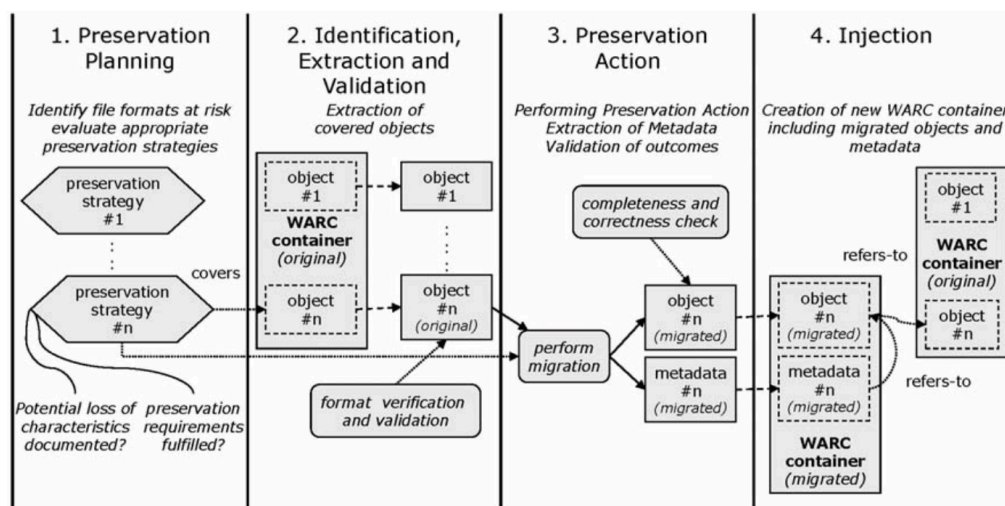 1. Preservation
Planning
Identify file formats at risk
evaluate appropriate
preservation strategies
preservation
strategy
#1
covers
preservation
strategy
#n
Potential loss of
characteristics
documented?
preservation
requirements
fulfilled?
2. Identification,
Extraction and
Validation
Extraction of
covered objects
object
#1
WARC
container
(original)
object
#n
object
#1
object
#n
(original)
format verification
and validation
3. Preservation
Action
Performing Preservation Action
Extraction of Metadata
Validation of outcomes
completeness and
correctness check
perform
migration
object
#n
(migrated)
metadata
#n
(migrated)
4. Injection
Creation of new WARC container
including migrated objects and
metadata
object
#1
WARC
container
(original)
object
#n
refers-to
object
#n
(migrated)
refers-to
metadata
#n
(migrated)
WARC
container
(migrated)